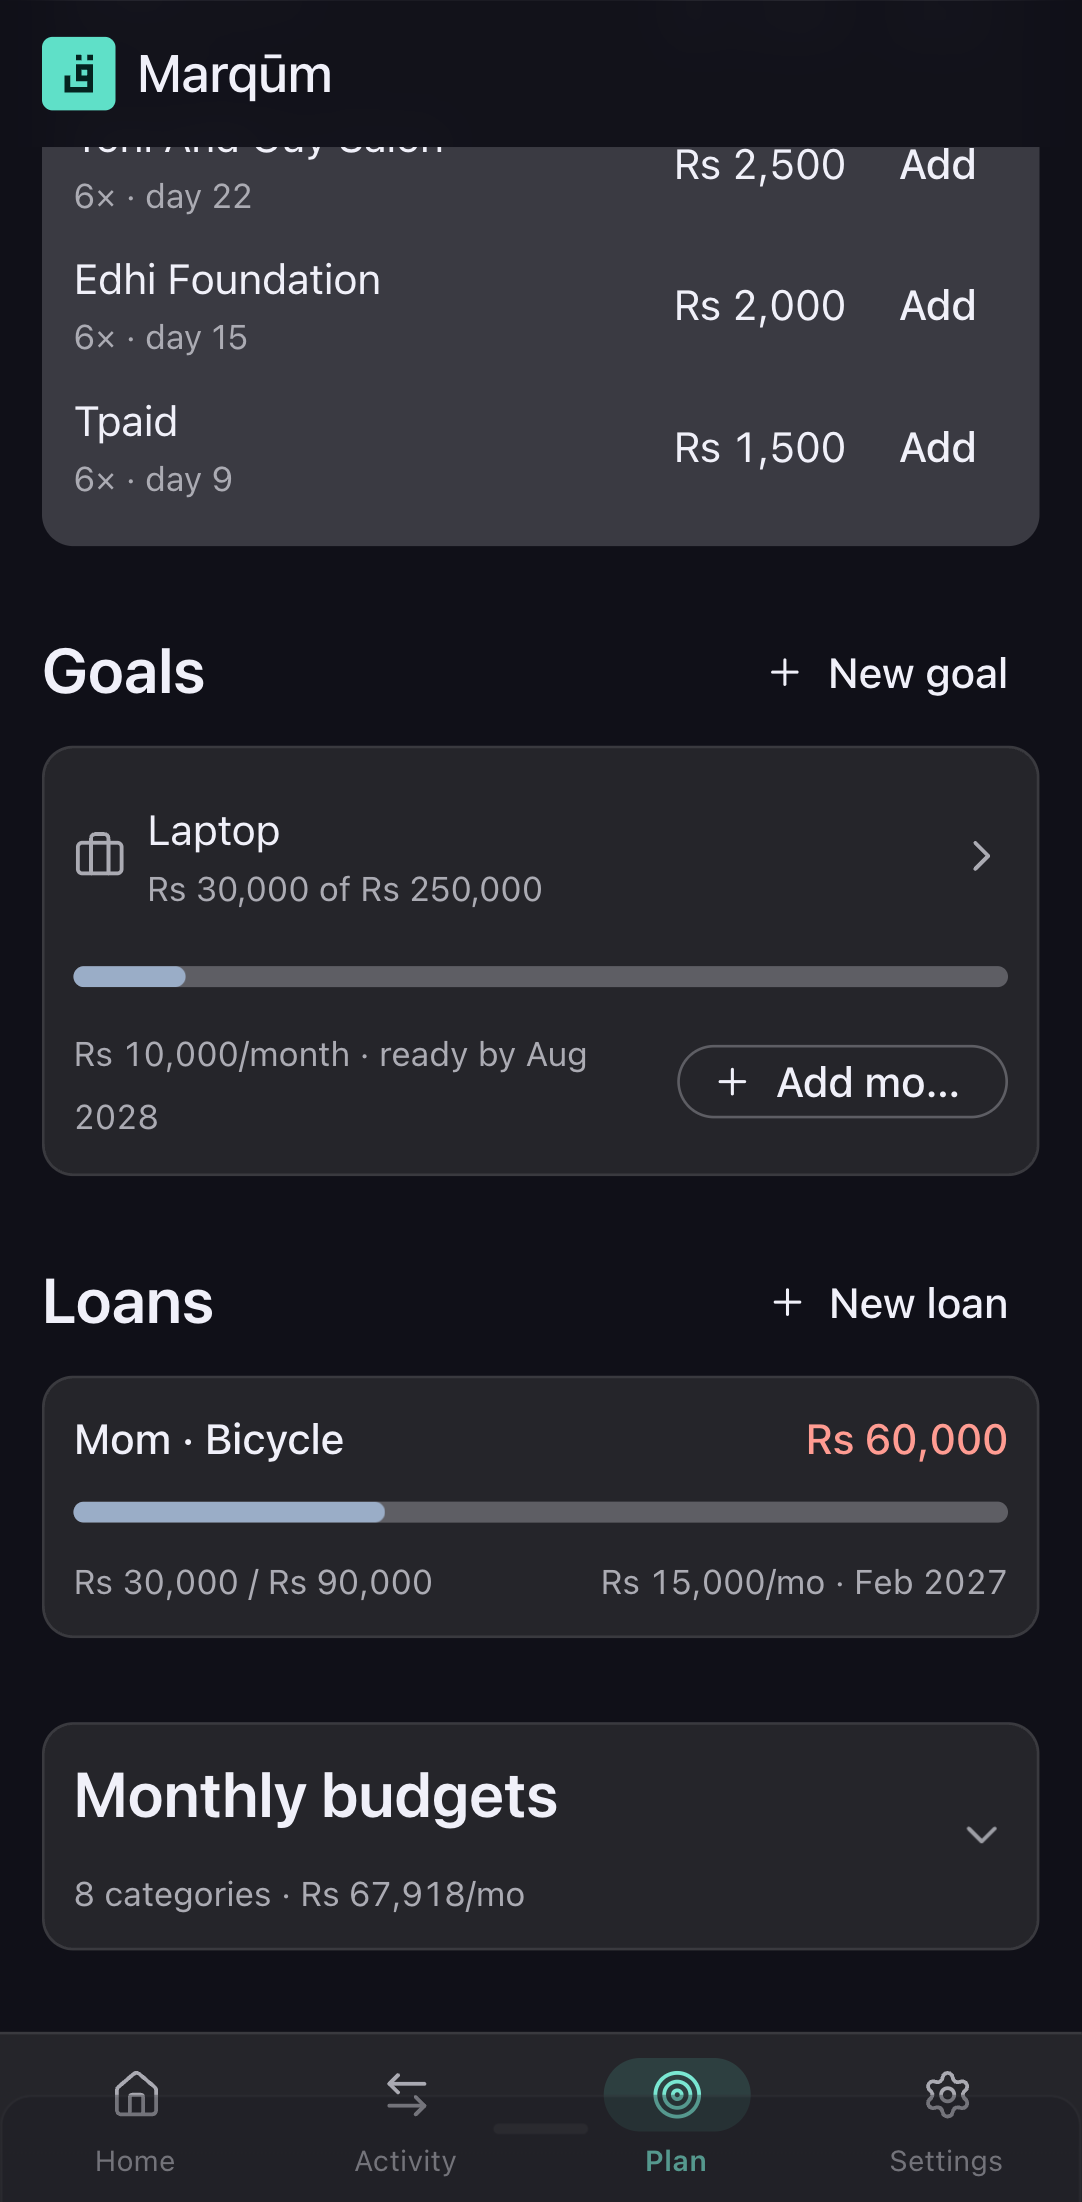 Marqūm
Rs 2,500 Add
6× · day 22
Edhi Foundation
Rs 2,000 Add
6× · day 15
Tpaid
Rs 1,500 Add
6× · day 9
Goals
+ New goal
Laptop
Rs 30,000 of Rs 250,000
Rs 10,000/month · ready by Aug
2028
+ Add mo...
Loans
+ New loan
Mom · Bicycle
Rs 60,000
Rs 30,000 / Rs 90,000
Rs 15,000/mo · Feb 2027
Monthly budgets
8 categories · Rs 67,918/mo
Home
Activity
Plan
Settings